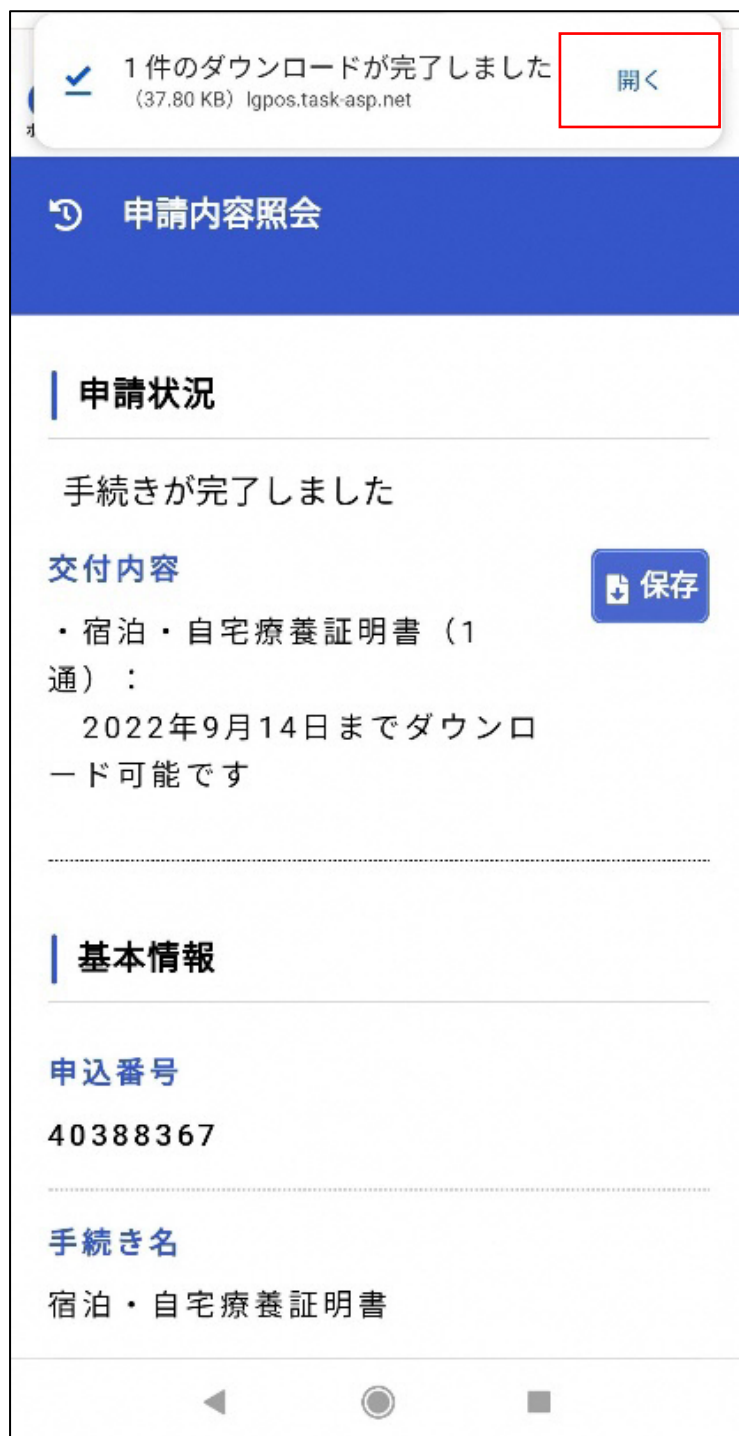 1 件のダウンロードが完了しました
開く
(37.80 KB) lgpos.task-asp.net
申請内容照会
申請状況
手続きが完了しました
交付内容
保存
・宿泊・自宅療養証明書（1
通）：
2022年9月14日までダウンロ
ード可能です
基本情報
申込番号
40388367
手続き名
宿泊・自宅療養証明書